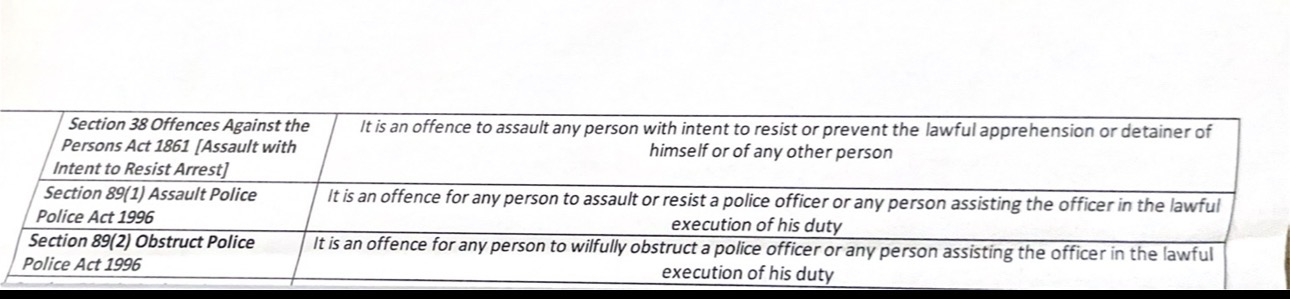 Section 38 Offences Against the
Persons Act 1861 [Assault with
Intent to Resist Arrest]
It is an offence to assault any person with intent to resist or prevent the lawful apprehension or detainer of
himself or of any other person
Section 89(1) Assault Police
Police Act 1996
It is an offence for any person to assault or resist a police officer or any person assisting the officer in the lawful
execution of his duty
Section 89(2) Obstruct Police
Police Act 1996
It is an offence for any person to wilfully obstruct a police officer or any person assisting the officer in the lawful
execution of his duty